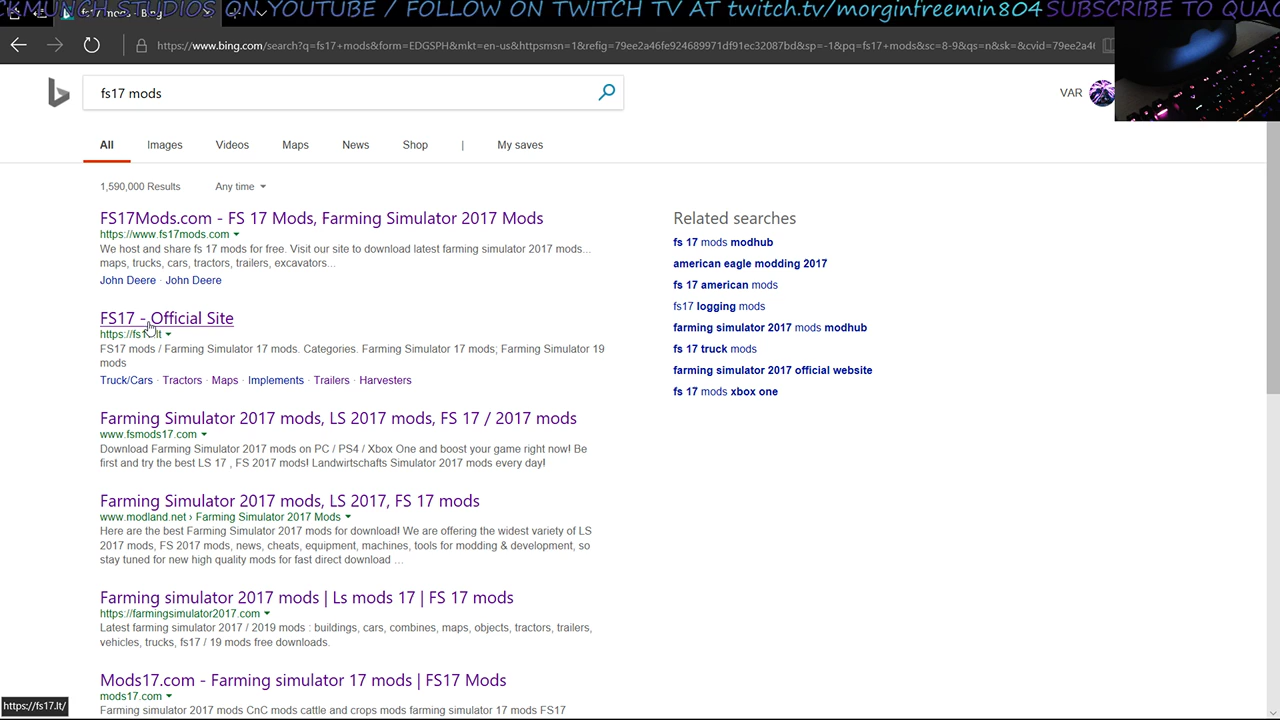 CKMUNCH STUDIOS ON YOUTUBE / FOLLOW ON TWITCH TV AT twitch.tv/morginfreemin804 SUBSCRIBE TO QUAC
https://www.bing.com/search?q=fs17+mods&form=EDGSPH&mkt=en-us&httpsmsn=1&refig=79ee2a46fe924689971df91ec32087bd&sp=-1&pq=fs17+mods&sc=8-9&qs=n&sk=&cvid=79ee2a46
fs17 mods
VAR
All Images Videos Maps News Shop | My saves
1,590,000 Results Any time
FS17Mods.com - FS 17 Mods, Farming Simulator 2017 Mods
https://www.fs17mods.com
We host and share fs 17 mods for free. Visit our site to download latest farming simulator 2017 mods...
maps, trucks, cars, tractors, trailers, excavators...
John Deere · John Deere
FS17 - Official Site
https://fs17.lt
FS17 mods / Farming Simulator 17 mods. Categories. Farming Simulator 17 mods; Farming Simulator 19
mods
Truck/Cars · Tractors · Maps · Implements · Trailers · Harvesters
Farming Simulator 2017 mods, LS 2017 mods, FS 17 / 2017 mods
www.fsmods17.com
Download Farming Simulator 2017 mods on PC / PS4 / Xbox One and boost your game right now! Be
first and try the best LS 17 , FS 2017 mods! Landwirtschafts Simulator 2017 mods every day!
Farming Simulator 2017 mods, LS 2017, FS 17 mods
www.modland.net › Farming Simulator 2017 Mods
Here are the best Farming Simulator 2017 mods for download! We are offering the widest variety of LS
2017 mods, FS 2017 mods, news, cheats, equipment, machines, tools for modding & development, so
stay tuned for new high quality mods for fast direct download ...
Farming simulator 2017 mods | Ls mods 17 | FS 17 mods
https://farmingsimulator2017.com
Latest farming simulator 2017 / 2019 mods : buildings, cars, combines, maps, objects, tractors, trailers,
vehicles, trucks, fs17 / 19 mods free downloads.
Mods17.com - Farming simulator 17 mods | FS17 Mods
mods17.com
Farming simulator 2017 mods CnC mods cattle and crops mods farming simulator 17 mods FS17
Related searches
fs 17 mods modhub
american eagle modding 2017
fs 17 american mods
fs17 logging mods
farming simulator 2017 mods modhub
fs 17 truck mods
farming simulator 2017 official website
fs 17 mods xbox one
https://fs17.lt/